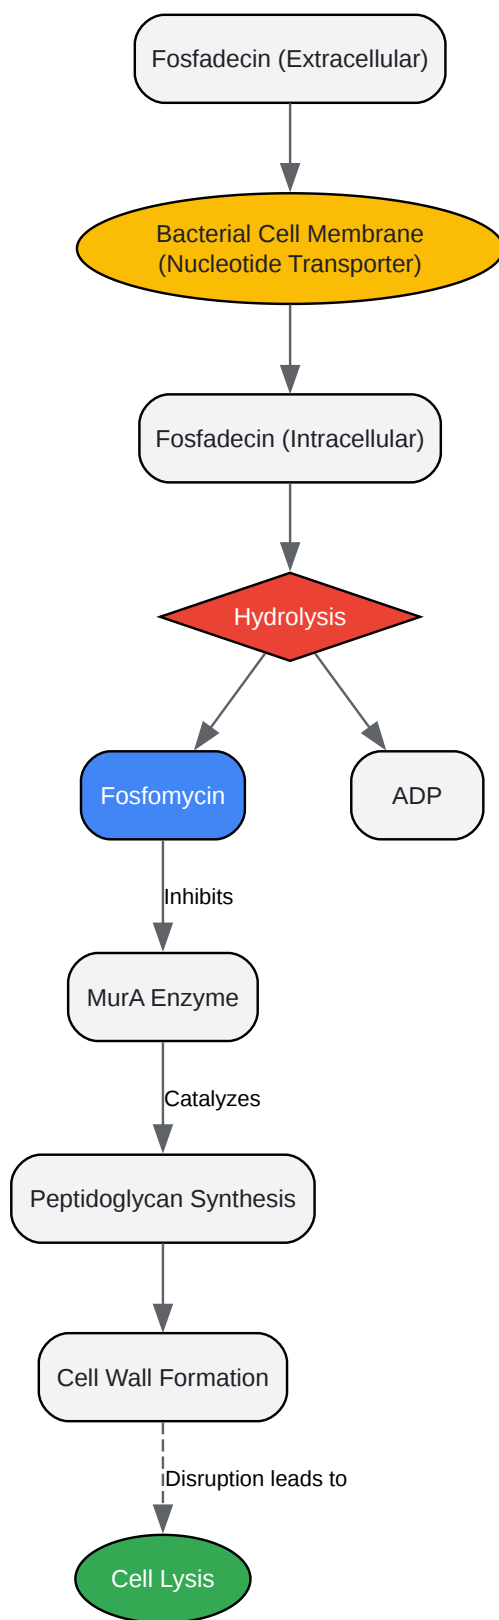 Fosfadecin (Extracellular)
Bacterial Cell Membrane
(Nucleotide Transporter)
Fosfadecin (Intracellular)
Hydrolysis
Fosfomycin
ADP
Inhibits
MurA Enzyme
Catalyzes
Peptidoglycan Synthesis
Cell Wall Formation
Disruption leads to
Cell Lysis